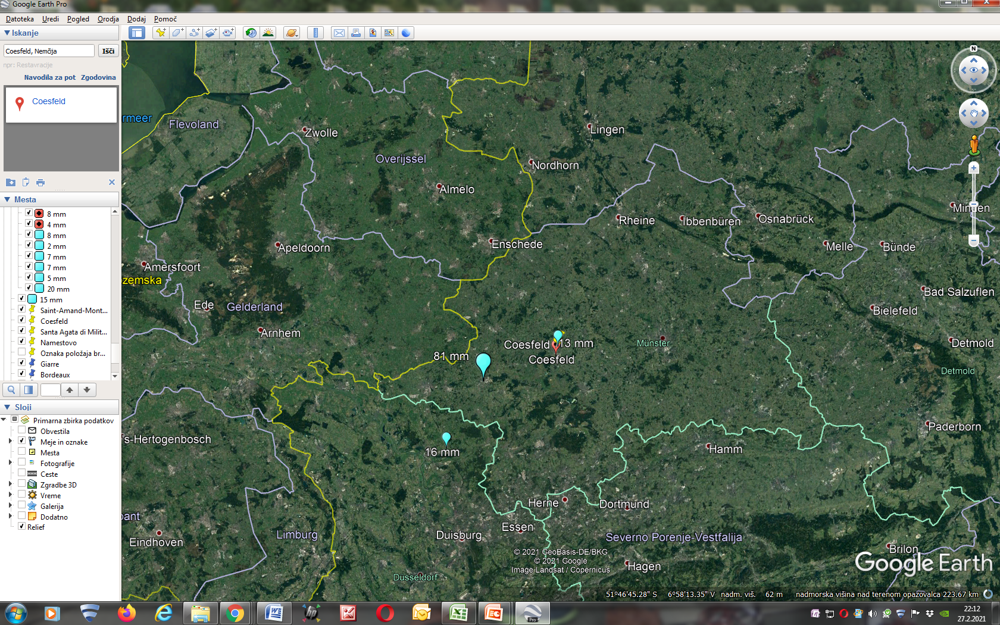 Google Earth Pro
Datoteka Uredi Pogled Orodja Dodaj Pomoč
Iskanje
Coesfeld, Nemčija
Išči
npr: Restavracije
Navodila za pot Zgodovina
Coesfeld
Mesta
8 mm
4 mm
8 mm
2 mm
7 mm
7 mm
5 mm
20 mm
15 mm
Saint-Amand-Mont...
Coesfeld
Santa Agata di Milit...
Namestovo
Oznaka položaja br...
Giarre
Bordeaux
Sloji
Primarna zbirka podatkov
Obvestila
Meje in oznake
Mesta
Fotografije
Ceste
Zgradbe 3D
Vreme
Galerija
Dodatno
Relief
N
rmeer
Flevoland
Zwolle
Lingen
Overijssel
Nordhorn
Almelo
Minden
Rheine
Ibbenbüren
Osnabrück
Apeldoorn
Enschede
Melle
Bünde
Amersfoort
zemska
Bad Salzuflen
Ede
Gelderland
Bielefeld
Arnhem
Coesfeld
13 mm
Münster
Detmold
81 mm
Coesfeld
Detmold
Paderborn
's-Hertogenbosch
16 mm
Hamm
Herne
Dortmund
bant
Essen
Limburg
Duisburg
Severno Porenje-Vestfalija
Eindhoven
Brilon
© 2021 GeoBasis-DE/BKG
© 2021 Google
Image Landsat / Copernicus
Hagen
Google Earth
Düsseldorf
51°46'45.28" S 6°58'13.35" V nadm. viš. 62 m nadmorska višina nad terenom opazovalca 223.67 km
Pro
22:12
27.2.2021